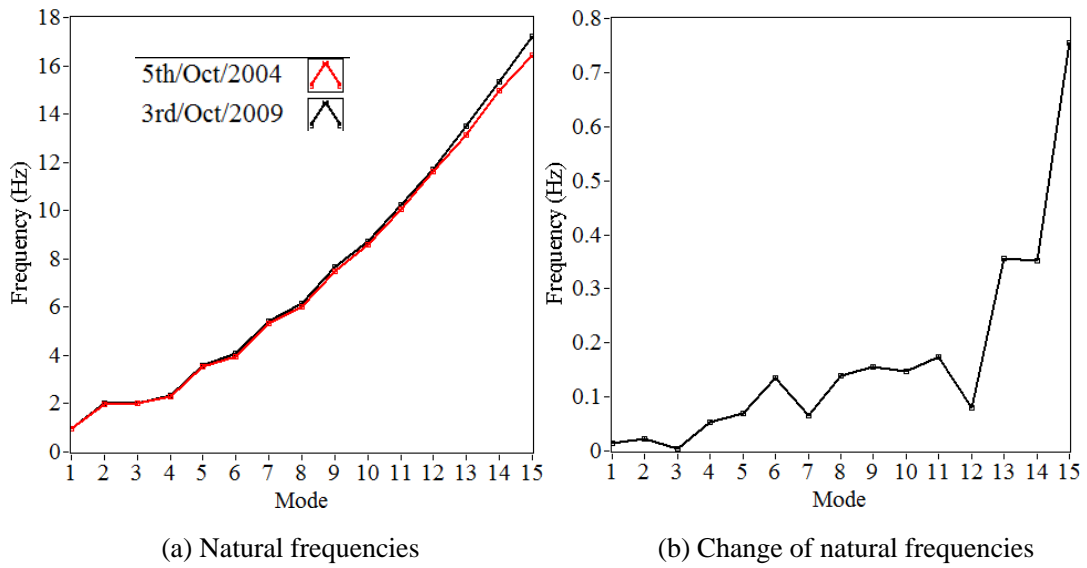 18
16
14
12
10
8
6
4
2
0
Frequency (Hz)
5th/Oct/2004
3rd/Oct/2009
1 2 3 4 5 6 7 8 9 10 11 12 13 14 15
Mode
(a) Natural frequencies
0.8
0.7
0.6
0.5
0.4
0.3
0.2
0.1
0
Frequency (Hz)
1 2 3 4 5 6 7 8 9 10 11 12 13 14 15
Mode
(b) Change of natural frequencies